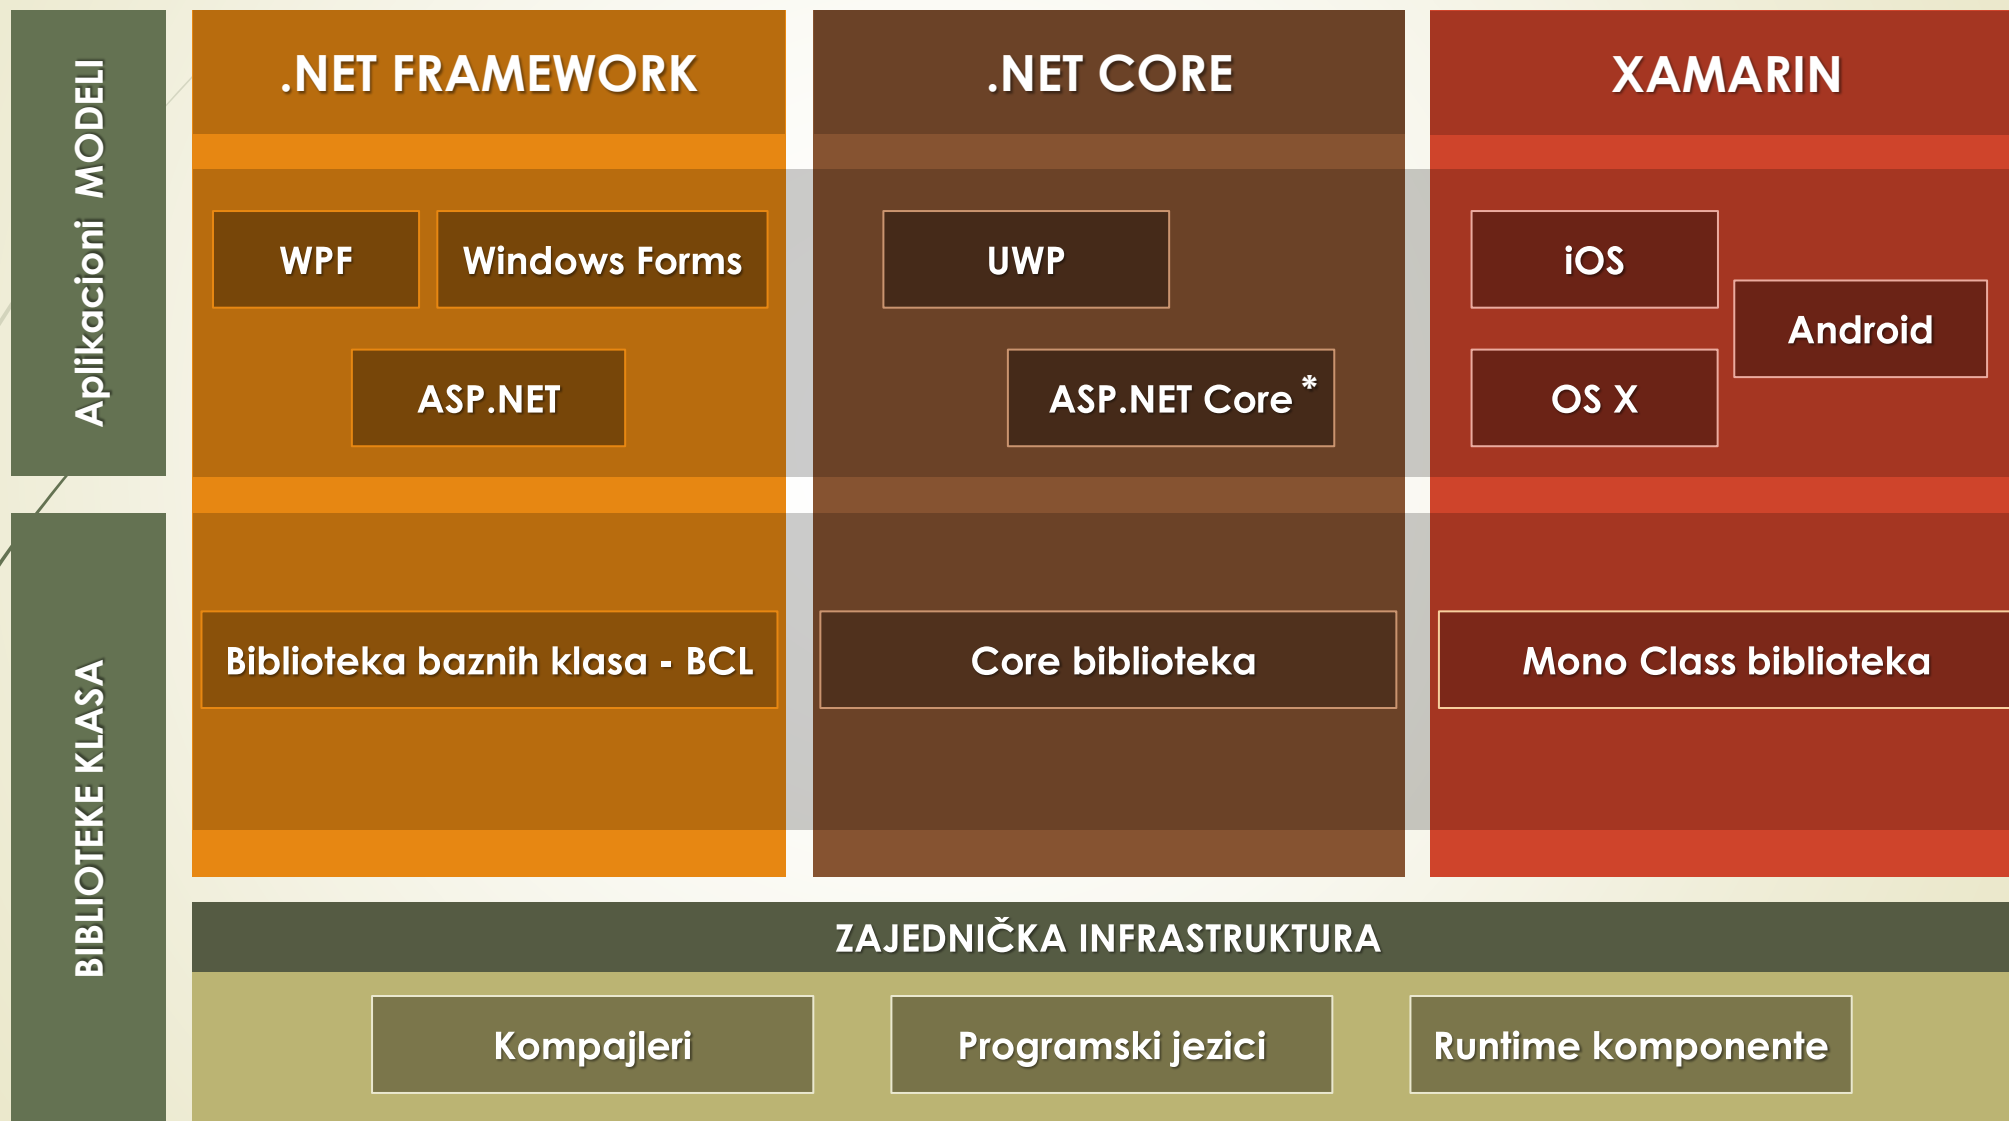 Aplikacioni MODELI
.NET FRAMEWORK
.NET CORE
XAMARIN
WPF
Windows Forms
ASP.NET
UWP
ASP.NET Core *
iOS
Android
OS X
BIBLIOTEKE KLASA
Biblioteka baznih klasa - BCL
Core biblioteka
Mono Class biblioteka
ZAJEDNIČKA INFRASTRUKTURA
Kompajleri
Programski jezici
Runtime komponente